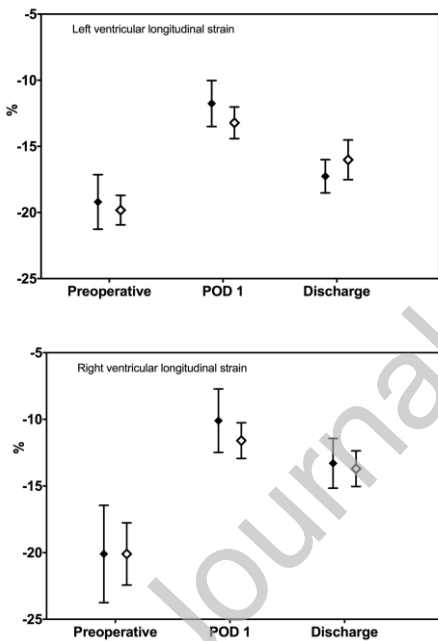 -5
Left ventricular longitudinal strain
-10
%
-15
-20
-25
Preoperative POD 1 Discharge
-5
Right ventricular longitudinal strain
-10
%
-15
-20
-25
Preoperative POD 1 Discharge
Journal